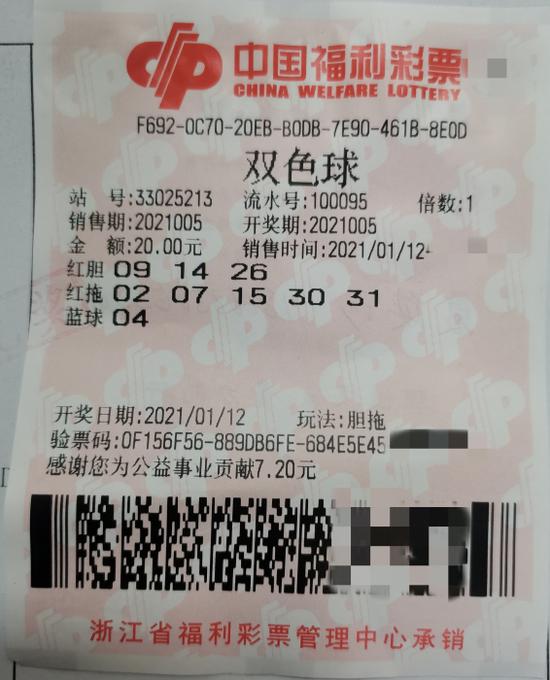 中国福利彩票
CHINA WELFARE LOTTERY
F692-0C70-20EB-B0DB-7E90-461B-8E0D
双色球
站 号:33025213 流水号:100095 倍数:1
销售期:2021005 开奖期:2021005
金 额:20.00元 销售时间:2021/01/12-
红胆 09 14 26
红拖 02 07 15 30 31
蓝球 04
开奖日期:2021/01/12 玩法:胆拖
验票码:0F156F56-889DB6FE-684E5E45
感谢您为公益事业贡献7.20元
浙江省福利彩票管理中心承销